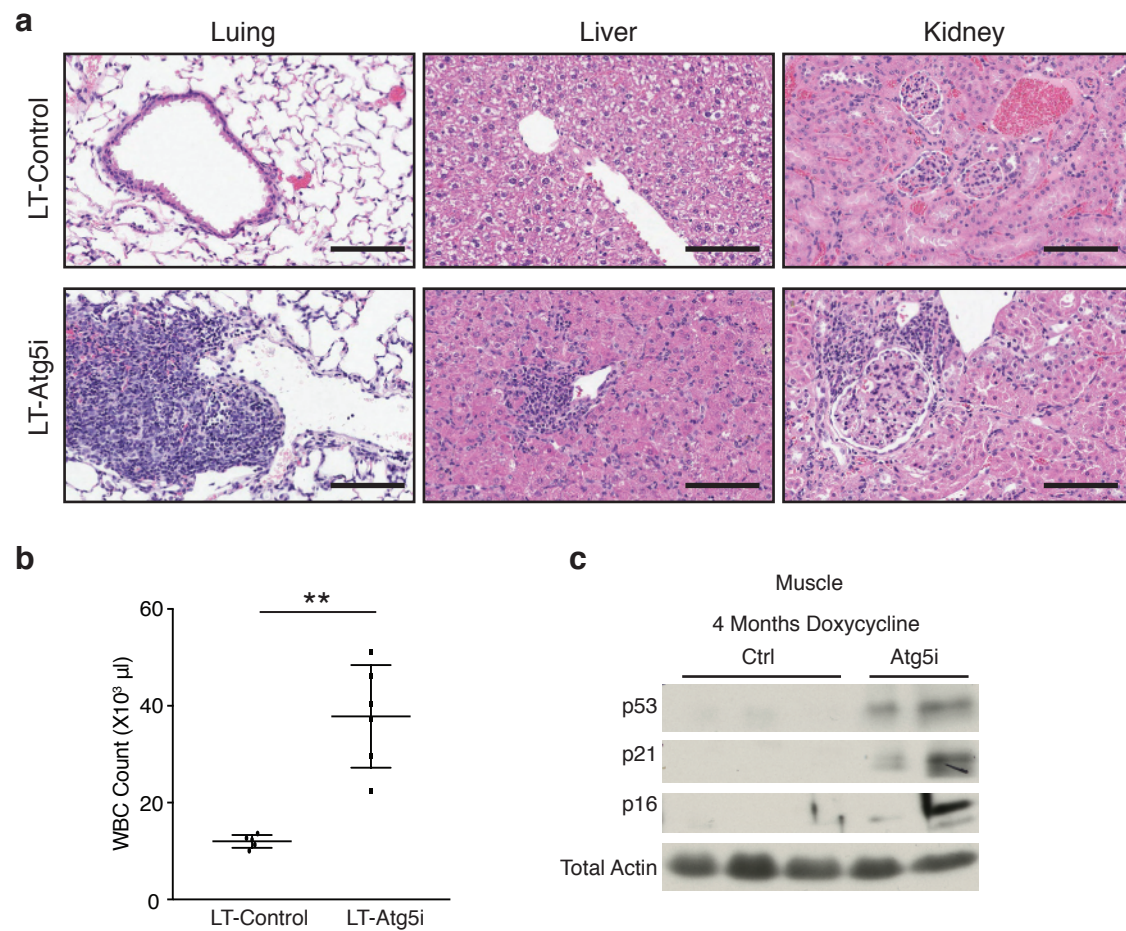 a
Luing
Liver
Kidney
LT-Control
LT-Atg5i
b
**
60
40
20
0
WBC Count (X10³ µl)
LT-Control
LT-Atg5i
c
Muscle
4 Months Doxycycline
Ctrl
Atg5i
p53
p21
p16
Total Actin